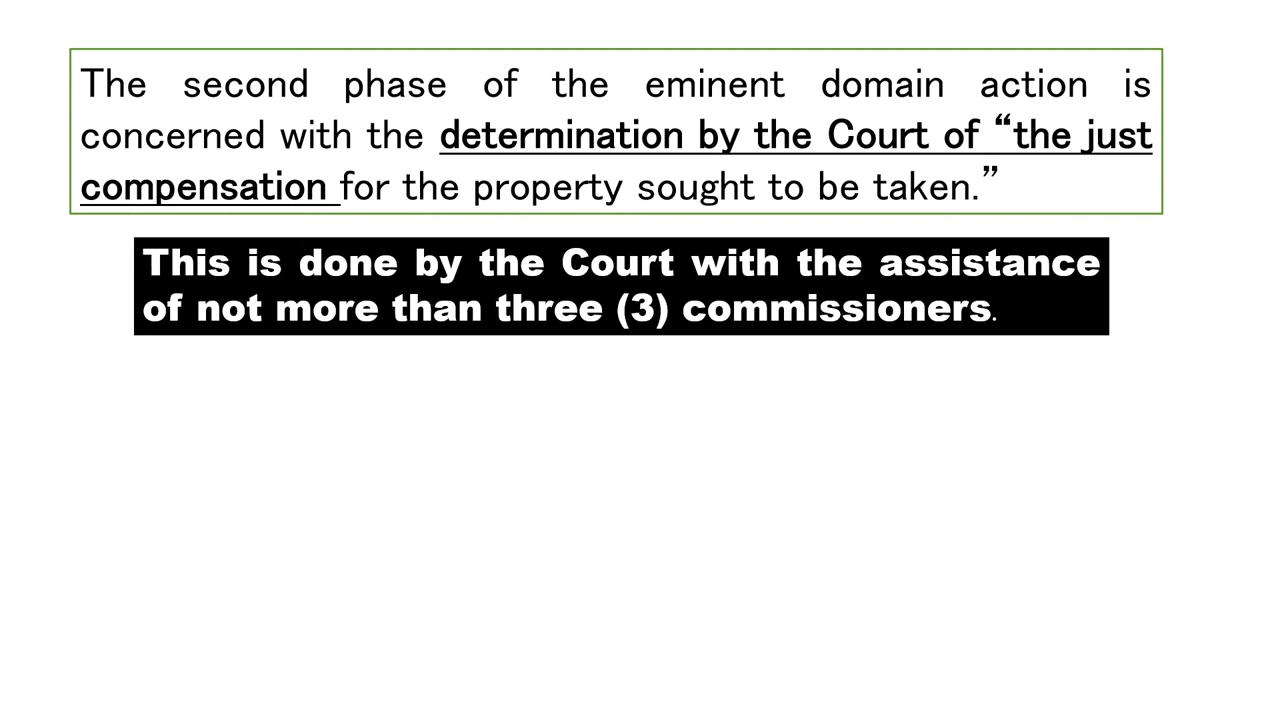 The second phase of the eminent domain action is
concerned with the determination by the Court of “the just
compensation for the property sought to be taken.”
This is done by the Court with the assistance
of not more than three (3) commissioners.